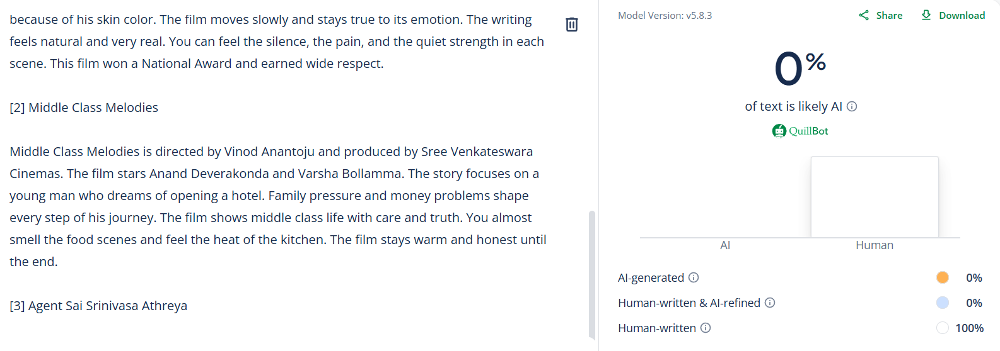 because of his skin color. The film moves slowly and stays true to its emotion. The writing
feels natural and very real. You can feel the silence, the pain, and the quiet strength in each
scene. This film won a National Award and earned wide respect.
[2] Middle Class Melodies
Middle Class Melodies is directed by Vinod Anantoju and produced by Sree Venkateswara
Cinemas. The film stars Anand Deverakonda and Varsha Bollamma. The story focuses on a
young man who dreams of opening a hotel. Family pressure and money problems shape
every step of his journey. The film shows middle class life with care and truth. You almost
smell the food scenes and feel the heat of the kitchen. The film stays warm and honest until
the end.
[3] Agent Sai Srinivasa Athreya
Model Version: v5.8.3
Share
Download
0%
of text is likely AI
QuillBot
AI
Human
AI-generated 0%
Human-written & AI-refined 0%
Human-written 100%